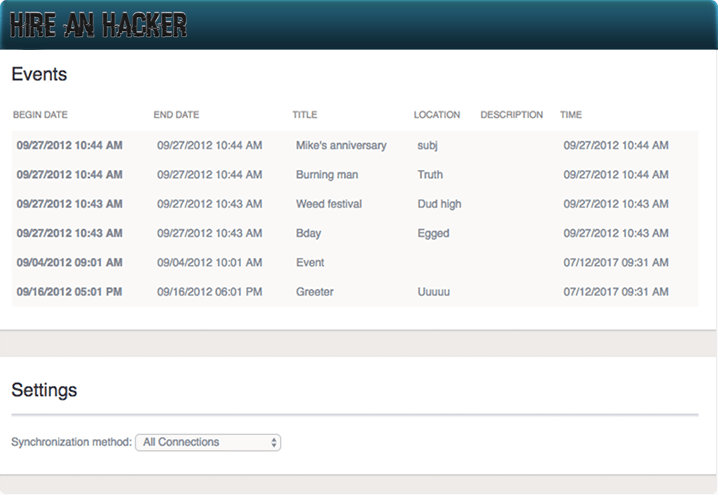 HIRE AN HACKER
Events
BEGIN DATE END DATE TITLE LOCATION DESCRIPTION TIME
09/27/2012 10:44 AM 09/27/2012 10:44 AM Mike's anniversary subj 09/27/2012 10:44 AM
09/27/2012 10:44 AM 09/27/2012 10:44 AM Burning man Truth 09/27/2012 10:44 AM
09/27/2012 10:43 AM 09/27/2012 10:43 AM Weed festival Dud high 09/27/2012 10:43 AM
09/27/2012 10:43 AM 09/27/2012 10:43 AM Bday Egged 09/27/2012 10:43 AM
09/04/2012 09:01 AM 09/04/2012 10:01 AM Event 07/12/2017 09:31 AM
09/16/2012 05:01 PM 09/16/2012 06:01 PM Greeter Uuuuu 07/12/2017 09:31 AM
Settings
Synchronization method: All Connections